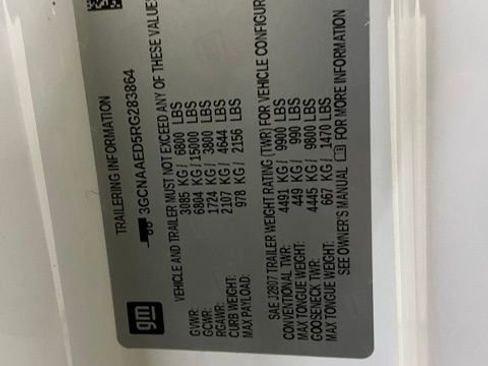 gm
TRAILERING INFORMATION
3GCNAAED5RG283864
VEHICLE AND TRAILER MUST NOT EXCEED ANY OF THESE VALUES
GVWR: 3085 KG / 6800 LBS
GCWR: 6804 KG / 15000 LBS
RGAWR: 1724 KG / 3800 LBS
CURB WEIGHT: 2107 KG / 4644 LBS
MAX PAYLOAD: 978 KG / 2156 LBS
SAE J2807 TRAILER WEIGHT RATING (TWR) FOR VEHICLE CONFIGUR
CONVENTIONAL TWR: 4491 KG / 9900 LBS
MAX TONGUE WEIGHT: 449 KG / 990 LBS
GOOSENECK TWR: 4445 KG / 9800 LBS
MAX TONGUE WEIGHT: 667 KG / 1470 LBS
SEE OWNER'S MANUAL FOR MORE INFORMATION